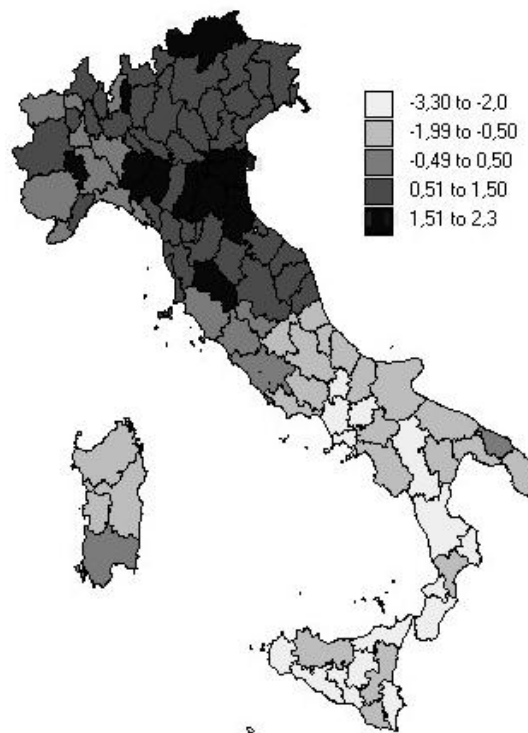 -3,30 to -2,0
-1,99 to -0,50
-0,49 to 0,50
0,51 to 1,50
1,51 to 2,3